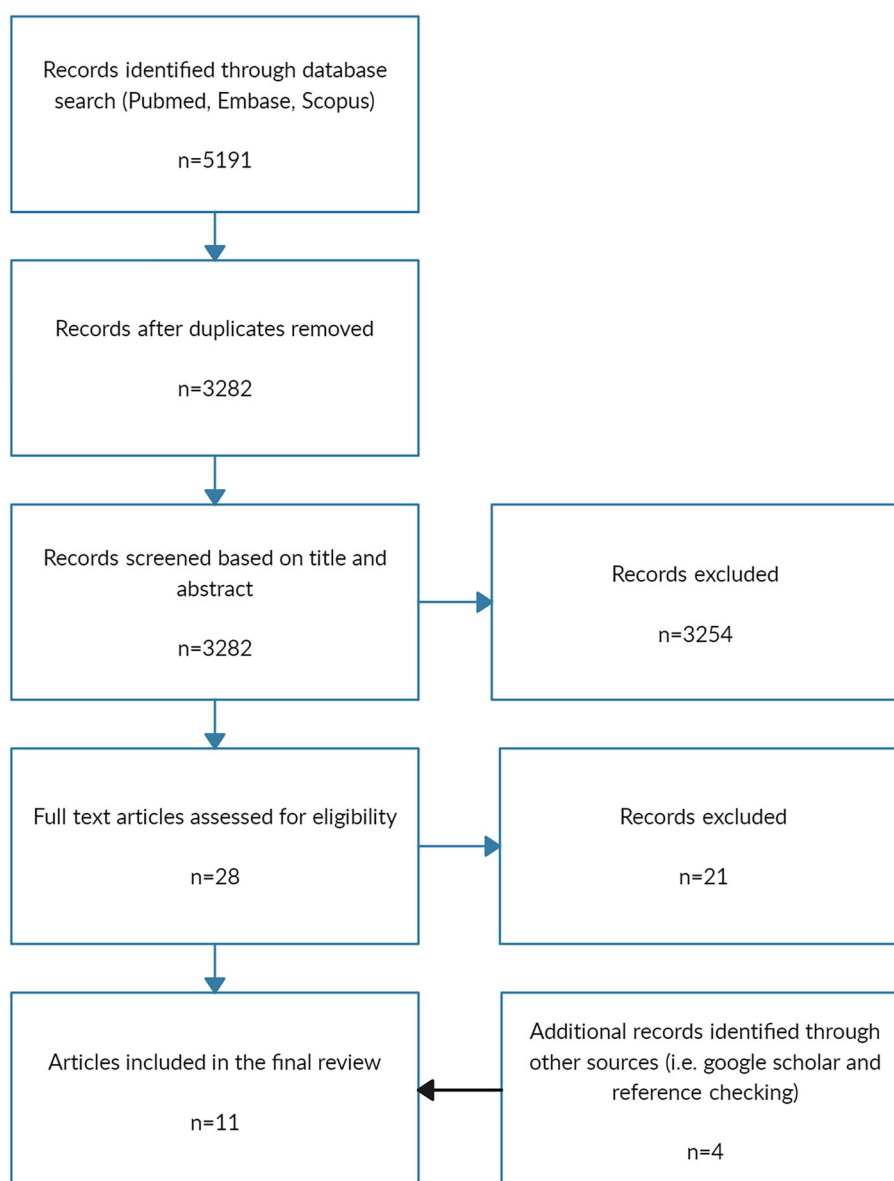 Records identified through database
search (Pubmed, Embase, Scopus)
n=5191
Records after duplicates removed
n=3282
Records screened based on title and
abstract
n=3282
Records excluded
n=3254
Full text articles assessed for eligibility
n=28
Records excluded
n=21
Articles included in the final review
n=11
Additional records identified through
other sources (i.e. google scholar and
reference checking)
n=4